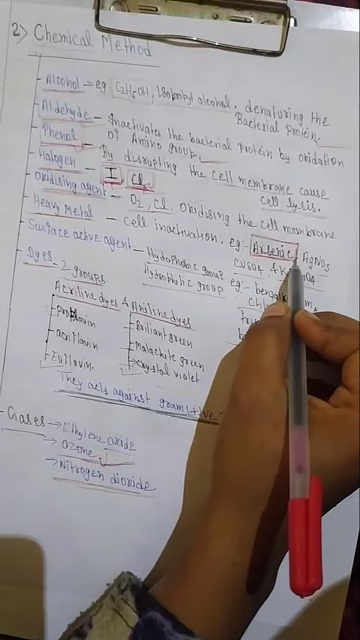 2) Chemical Method
Alcohol → eg. C₂H₅OH, Isopropyl alcohol. denaturing the
Bacterial Protein.
Aldehyde - Inactivates the bacterial protein by oxidation
Of Amino group.
Phenol - By disrupting the cell membrane cause
cell lysis.
Halogen - I Cl
Oxidising agent - O₂, Cl Oxidising the cell membrane
Heavy Metal - Cell inactivation. eg:- Arsenic, AgNO₃
CuSO₄
Surface active agent - Hydrophilic group eg:-
Hydrophobic group
Dyes - 2 groups
Acridine dyes & Aniline dyes
Proflavin Brilliant green
acriflavin Malachite green
Euflavin. Crystal violet
They acts against gram (+)ve
Gases → Ethylene oxide
→ Ozone
→ Nitrogen dioxide